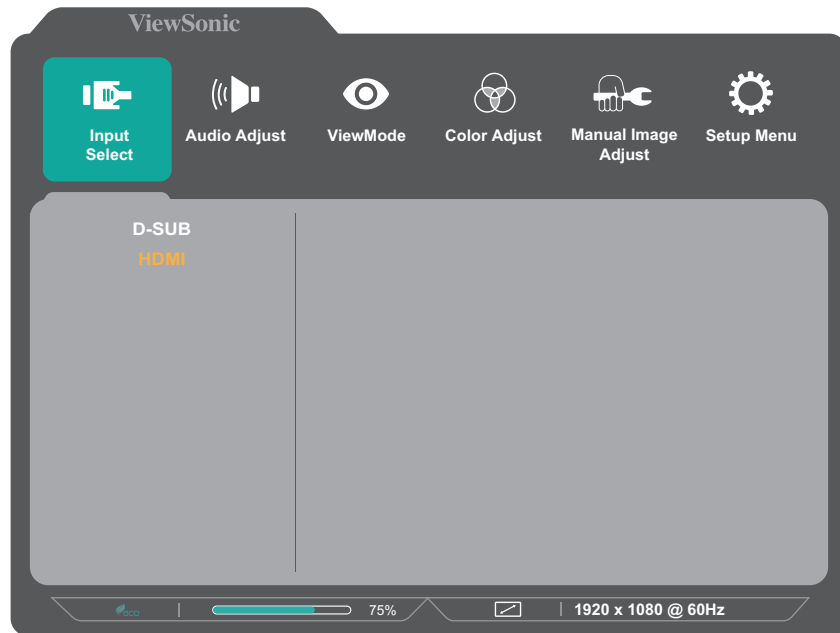 ViewSonic
Input
Select
Audio Adjust
ViewMode
Color Adjust
Manual Image
Adjust
Setup Menu
D-SUB
HDMI
eco
75%
1920 x 1080 @ 60Hz